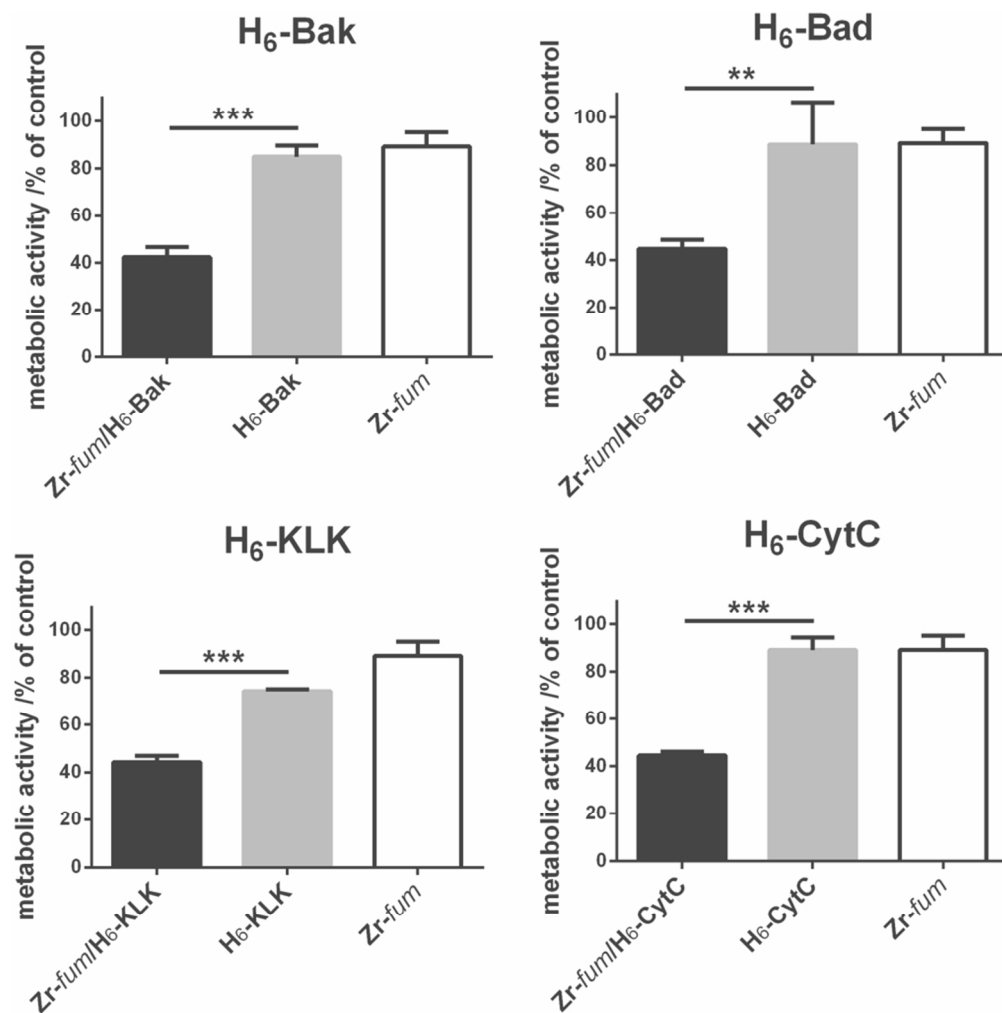 H₆-Bak
metabolic activity /% of control
100
80
60
40
20
0
***
Zr-fum/H₆-Bak
H₆-Bak
Zr-fum
H₆-Bad
metabolic activity /% of control
100
80
60
40
20
0
**
Zr-fum/H₆-Bad
H₆-Bad
Zr-fum
H₆-KLK
metabolic activity /% of control
100
80
60
40
20
0
***
Zr-fum/H₆-KLK
H₆-KLK
Zr-fum
H₆-CytC
metabolic activity /% of control
100
80
60
40
20
0
***
Zr-fum/H₆-CytC
H₆-CytC
Zr-fum